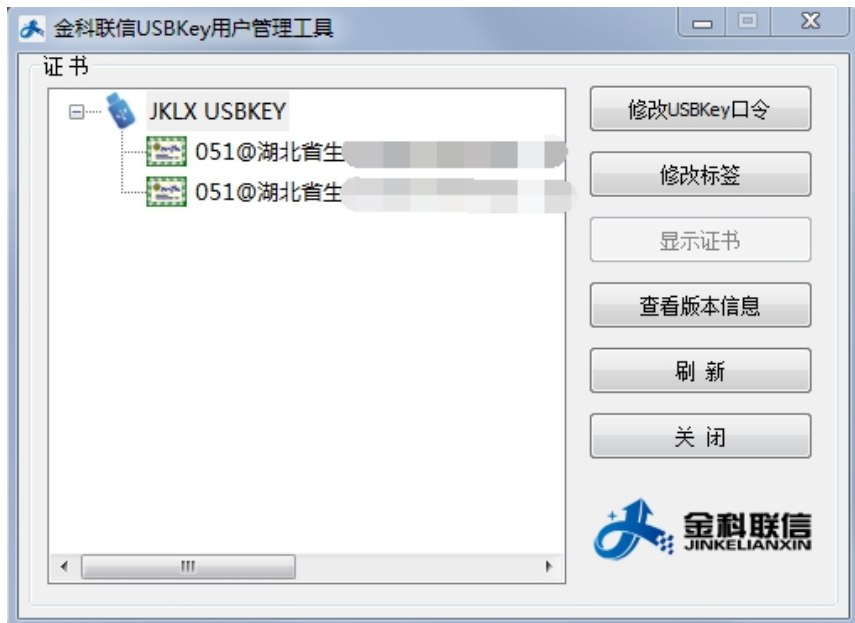 金科联信USBKey用户管理工具
证书
JKLX USBKEY
051@湖北省生
051@湖北省生
修改USBKey口令
修改标签
显示证书
查看版本信息
刷 新
关 闭
金科联信
JINKELIANXIN